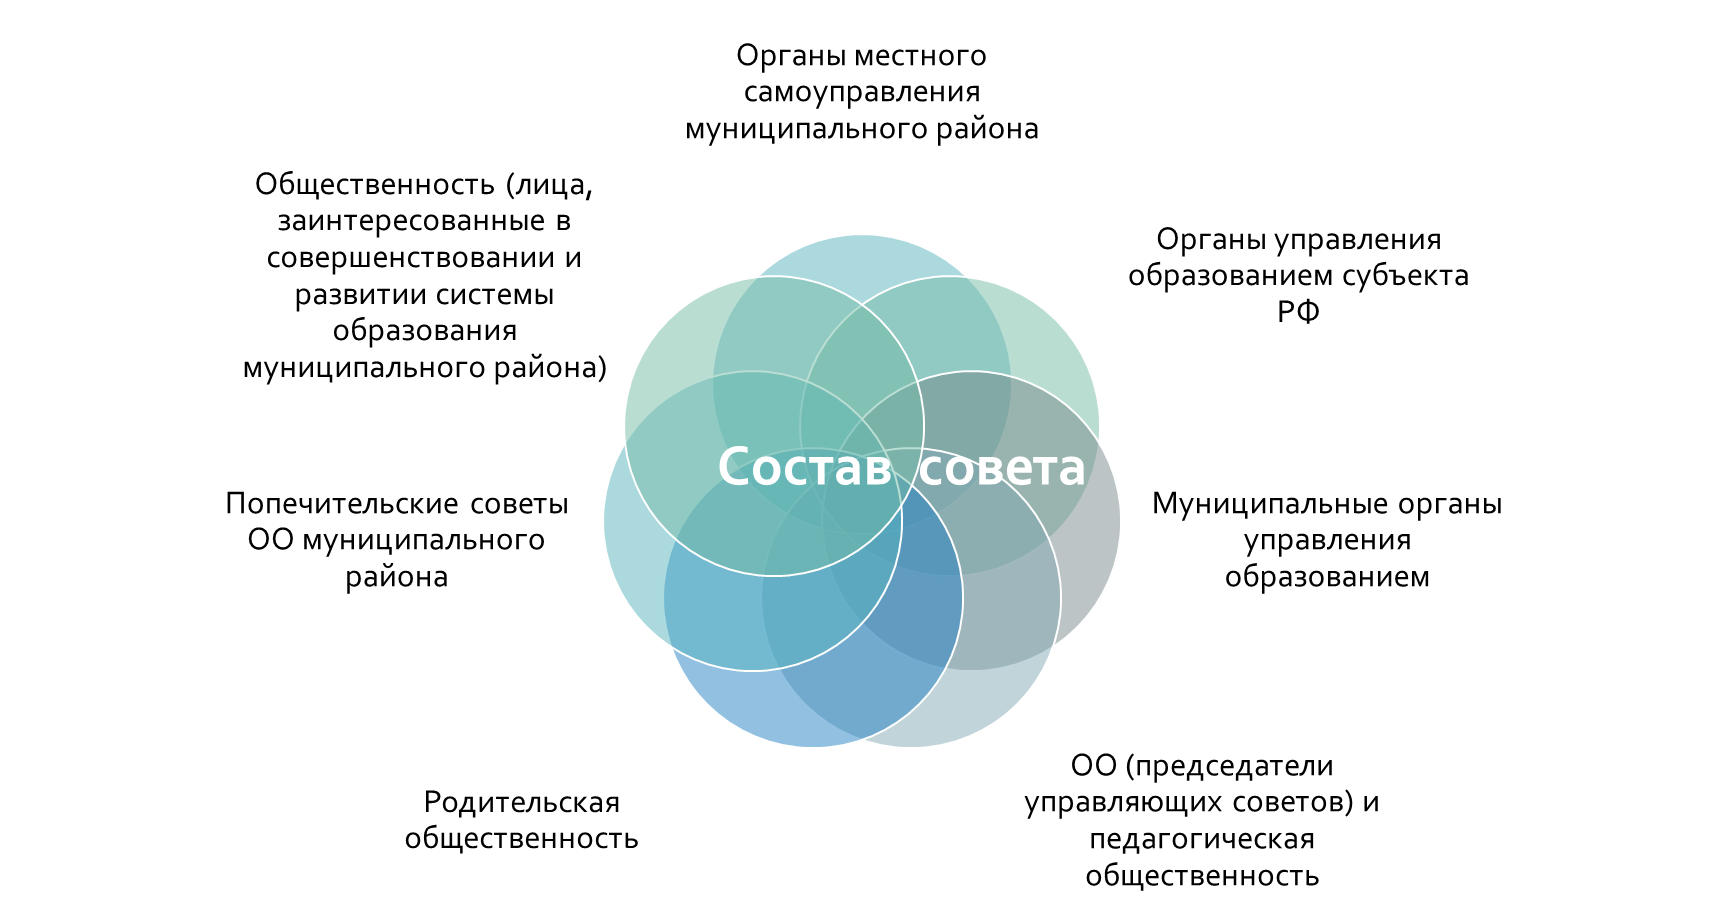 Органы местного
самоуправления
муниципального района
Общественность (лица,
заинтересованные в
совершенствовании и
развитии системы
образования
муниципального района)
Органы управления
образованием субъекта
РФ
Состав совета
Попечительские советы
ОО муниципального
района
Муниципальные органы
управления
образованием
Родительская
общественность
ОО (председатели
управляющих советов) и
педагогическая
общественность